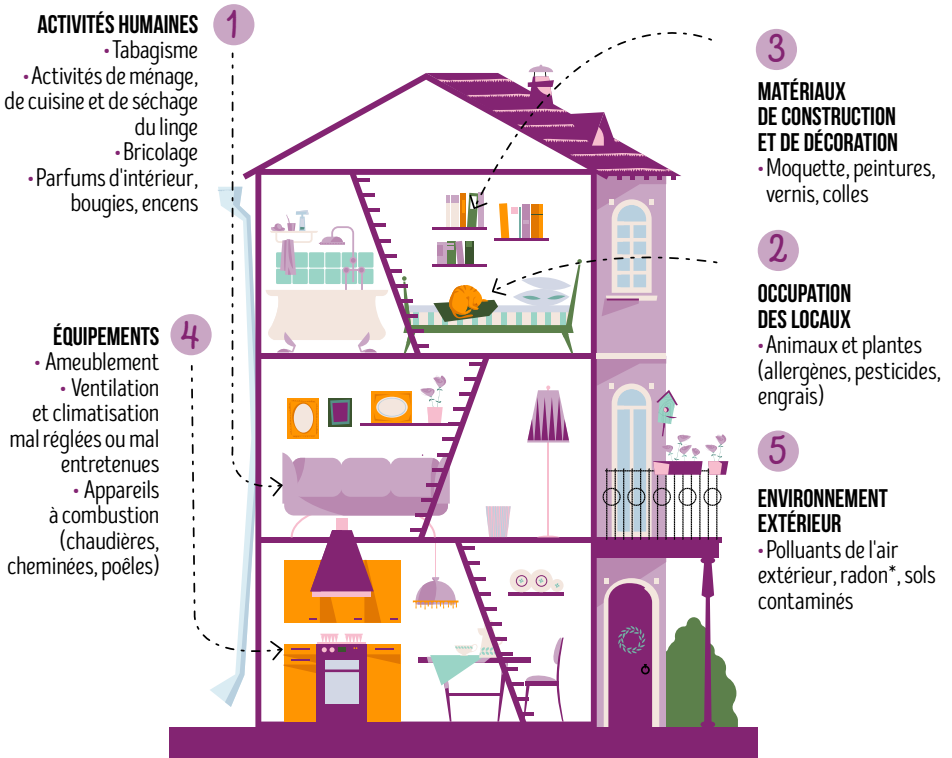 1
ACTIVITÉS HUMAINES
• Tabagisme
• Activités de ménage,
de cuisine et de séchage
du linge
• Bricolage
• Parfums d'intérieur,
bougies, encens
3
MATÉRIAUX
DE CONSTRUCTION
ET DE DÉCORATION
• Moquette, peintures,
vernis, colles
2
OCCUPATION
DES LOCAUX
• Animaux et plantes
(allergènes, pesticides,
engrais)
4
ÉQUIPEMENTS
• Ameublement
• Ventilation
et climatisation
mal réglées ou mal
entretenues
• Appareils
à combustion
(chaudières,
cheminées, poêles)
5
ENVIRONNEMENT
EXTÉRIEUR
• Polluants de l'air
extérieur, radon*, sols
contaminés